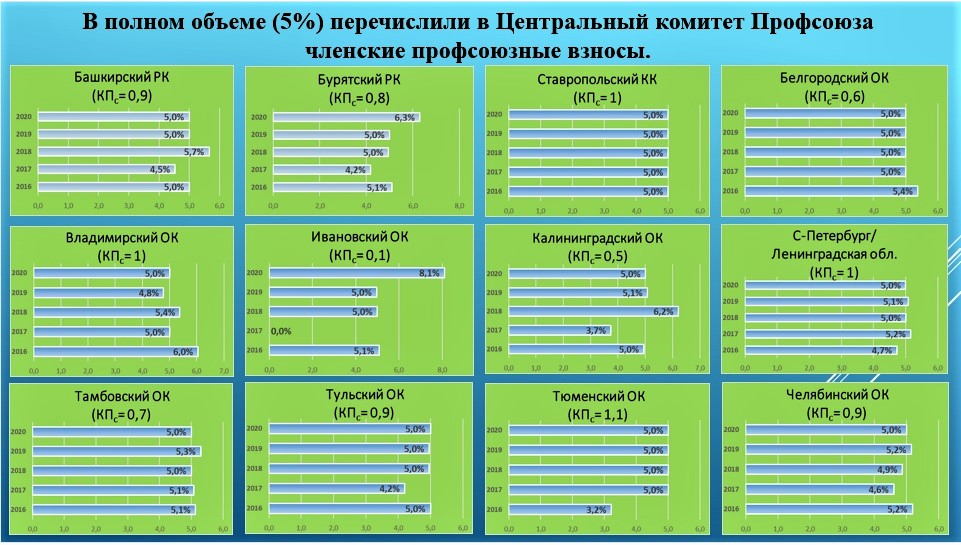 В полном объеме (5%) перечислили в Центральный комитет Профсоюза
членские профсоюзные взносы.
Башкирский РК
(КПс= 0,9)
2020 5,0%
2019 5,0%
2018 5,7%
2017 4,5%
2016 5,0%
0,0 1,0 2,0 3,0 4,0 5,0 6,0
Бурятский РК
(КПс= 0,8)
2020 6,3%
2019 5,0%
2018 5,0%
2017 4,2%
2016 5,1%
0,0 2,0 4,0 6,0 8,0
Ставропольский КК
(КПс= 1)
2020 5,0%
2019 5,0%
2018 5,0%
2017 5,0%
2016 5,0%
0,0 1,0 2,0 3,0 4,0 5,0 6,0
Белгородский ОК
(КПс= 0,6)
2020 5,0%
2019 5,0%
2018 5,0%
2017 5,0%
2016 5,4%
0,0 1,0 2,0 3,0 4,0 5,0 6,0
Владимирский ОК
(КПс= 1)
2020 5,0%
2019 4,8%
2018 5,4%
2017 5,0%
2016 6,0%
0,0 1,0 2,0 3,0 4,0 5,0 6,0 7,0
Ивановский ОК
(КПс= 0,1)
2020 8,1%
2019 5,0%
2018 5,0%
2017 0,0%
2016 5,1%
0,0 2,0 4,0 6,0 8,0
Калининградский ОК
(КПс= 0,5)
2020 5,0%
2019 5,1%
2018 6,2%
2017 3,7%
2016 5,0%
0,0 1,0 2,0 3,0 4,0 5,0 6,0 7,0
С-Петербург/
Ленинградская обл.
(КПс= 1)
2020 5,0%
2019 5,1%
2018 5,0%
2017 5,2%
2016 4,7%
0,0 1,0 2,0 3,0 4,0 5,0 6,0
Тамбовский ОК
(КПс= 0,7)
2020 5,0%
2019 5,3%
2018 5,0%
2017 5,1%
2016 5,1%
0,0 1,0 2,0 3,0 4,0 5,0 6,0
Тульский ОК
(КПс= 0,9)
2020 5,0%
2019 5,0%
2018 5,0%
2017 4,2%
2016 5,0%
0,0 1,0 2,0 3,0 4,0 5,0 6,0
Тюменский ОК
(КПс= 1,1)
2020 5,0%
2019 5,0%
2018 5,0%
2017 5,0%
2016 3,2%
0,0 1,0 2,0 3,0 4,0 5,0 6,0
Челябинский ОК
(КПс= 0,9)
2020 5,0%
2019 5,2%
2018 4,9%
2017 4,6%
2016 5,2%
0,0 1,0 2,0 3,0 4,0 5,0 6,0